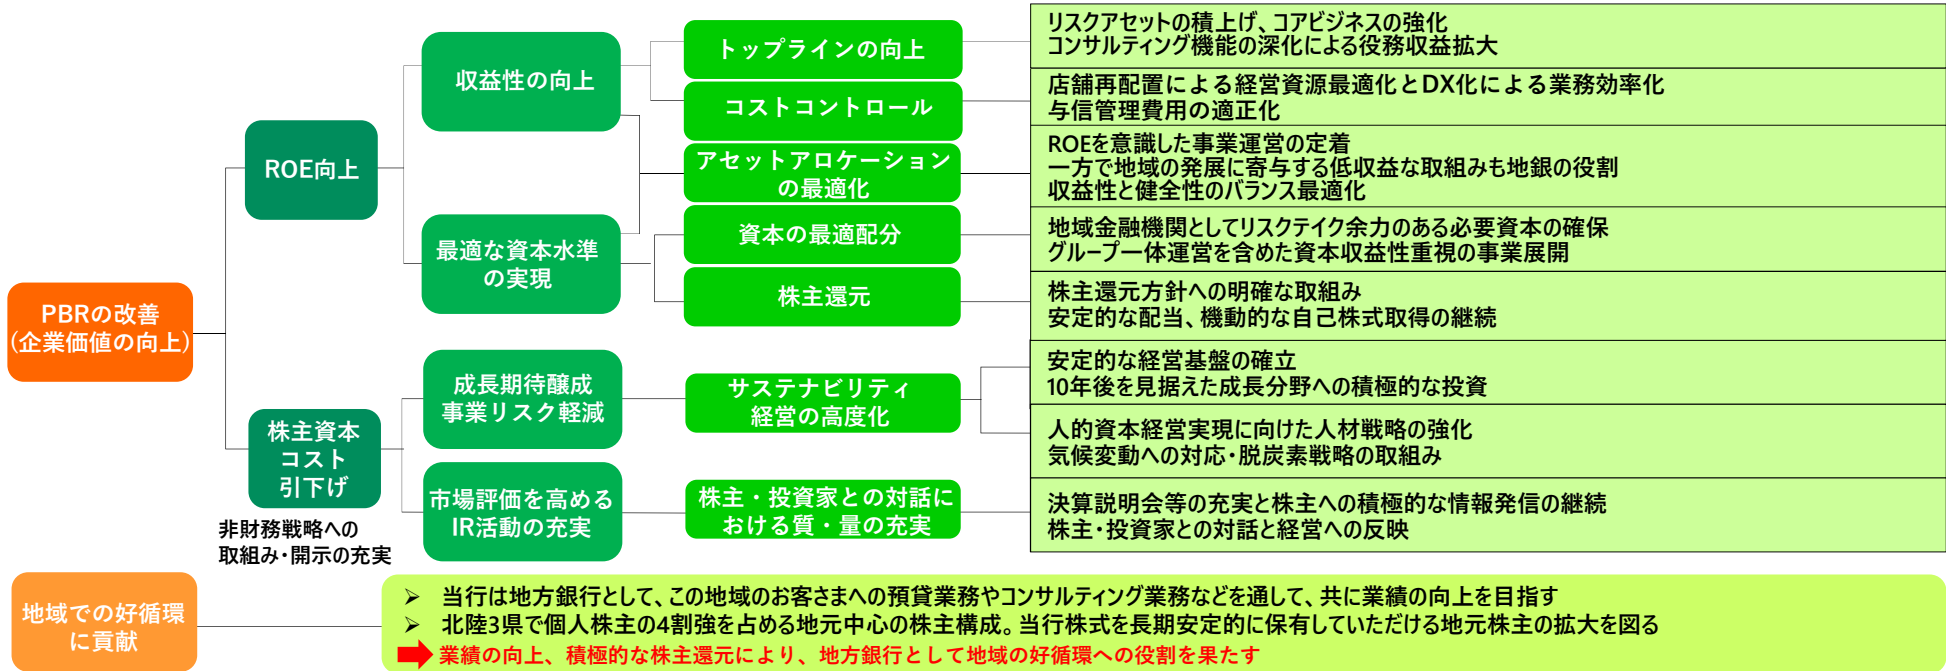 PBRの改善
(企業価値の向上)
ROE向上
株主資本
コスト
引下げ
非財務戦略への
取組み・開示の充実
収益性の向上
最適な資本水準
の実現
成長期待醸成
事業リスク軽減
市場評価を高める
IR活動の充実
トップラインの向上
コストコントロール
アセットアロケーション
の最適化
資本の最適配分
株主還元
サステナビリティ
経営の高度化
株主・投資家との対話に
おける質・量の充実
リスクアセットの積上げ、コアビジネスの強化
コンサルティング機能の深化による役務収益拡大
店舗再配置による経営資源最適化とDX化による業務効率化
与信管理費用の適正化
ROEを意識した事業運営の定着
一方で地域の発展に寄与する低収益な取組みも地銀の役割
収益性と健全性のバランス最適化
地域金融機関としてリスクテイク余力のある必要資本の確保
グループ一体運営を含めた資本収益性重視の事業展開
株主還元方針への明確な取組み
安定的な配当、機動的な自己株式取得の継続
安定的な経営基盤の確立
10年後を見据えた成長分野への積極的な投資
人的資本経営実現に向けた人材戦略の強化
気候変動への対応・脱炭素戦略の取組み
決算説明会等の充実と株主への積極的な情報発信の継続
株主・投資家との対話と経営への反映
地域での好循環
に貢献
➢ 当行は地方銀行として、この地域のお客さまへの預貸業務やコンサルティング業務などを通して、共に業績の向上を目指す
➢ 北陸3県で個人株主の4割強を占める地元中心の株主構成。当行株式を長期安定的に保有していただける地元株主の拡大を図る
業績の向上、積極的な株主還元により、地方銀行として地域の好循環への役割を果たす